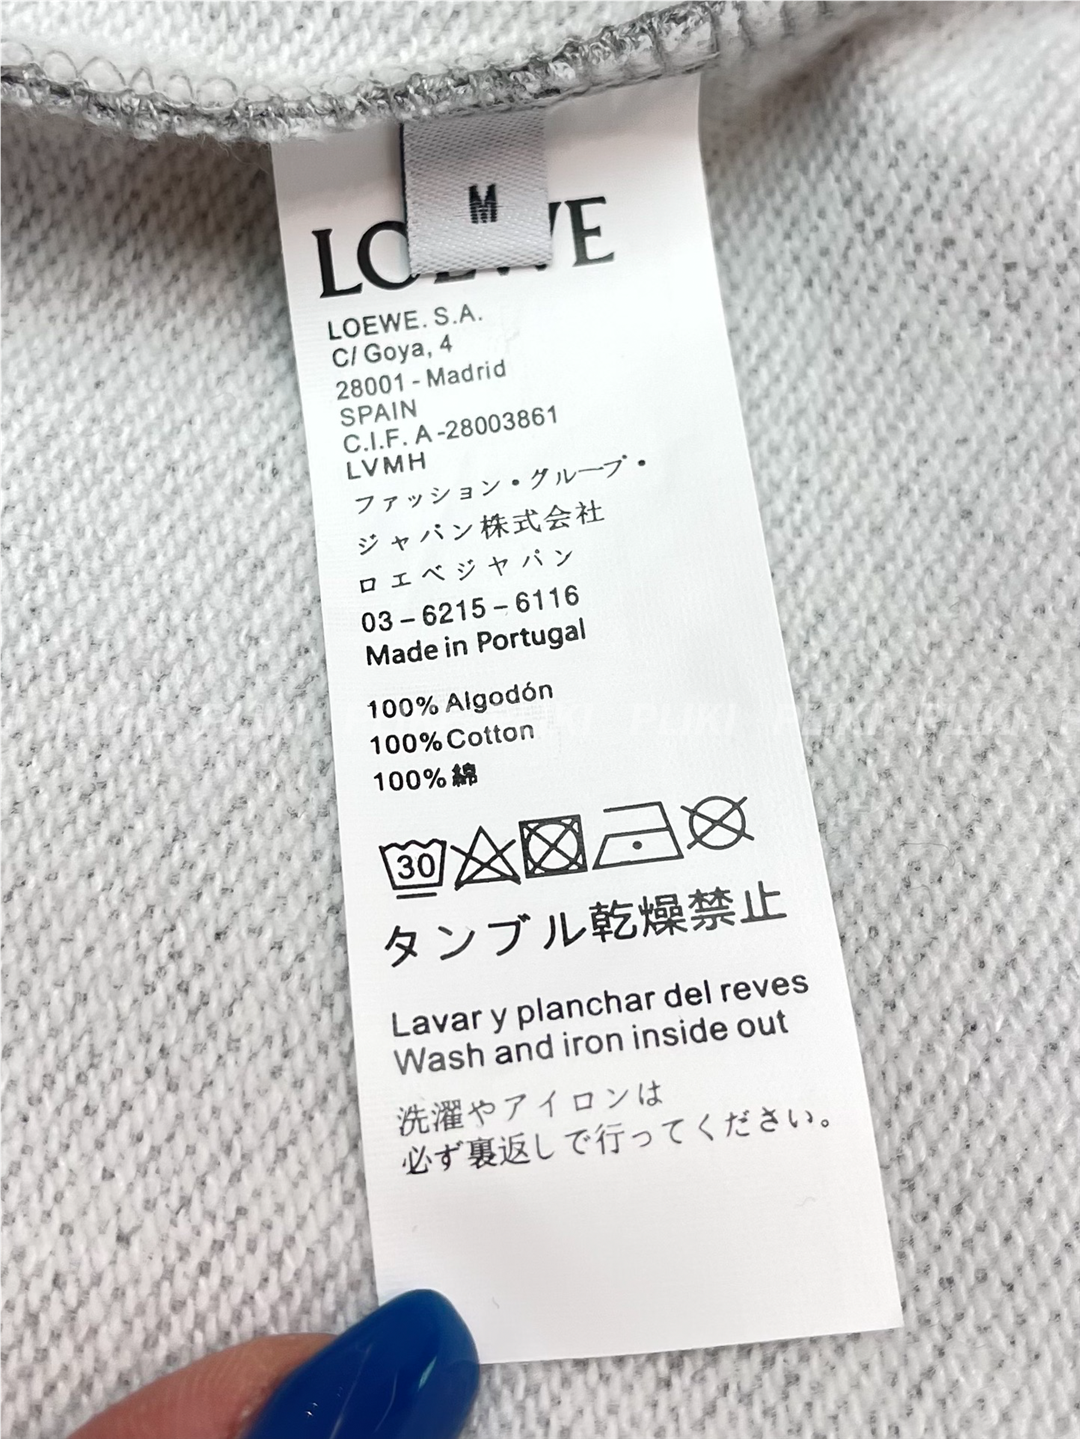 M
LOEWE
LOEWE. S.A.
C/ Goya, 4
28001 - Madrid
SPAIN
C.I.F. A-28003861
LVMH
ファッション・グループ・
ジャパン株式会社
ロエベジャパン
03-6215-6116
Made in Portugal
100% Algodón
100% Cotton
100% 綿
30
タンブル乾燥禁止
Lavar y planchar del reves
Wash and iron inside out
洗濯やアイロンは
必ず裏返しで行ってください。